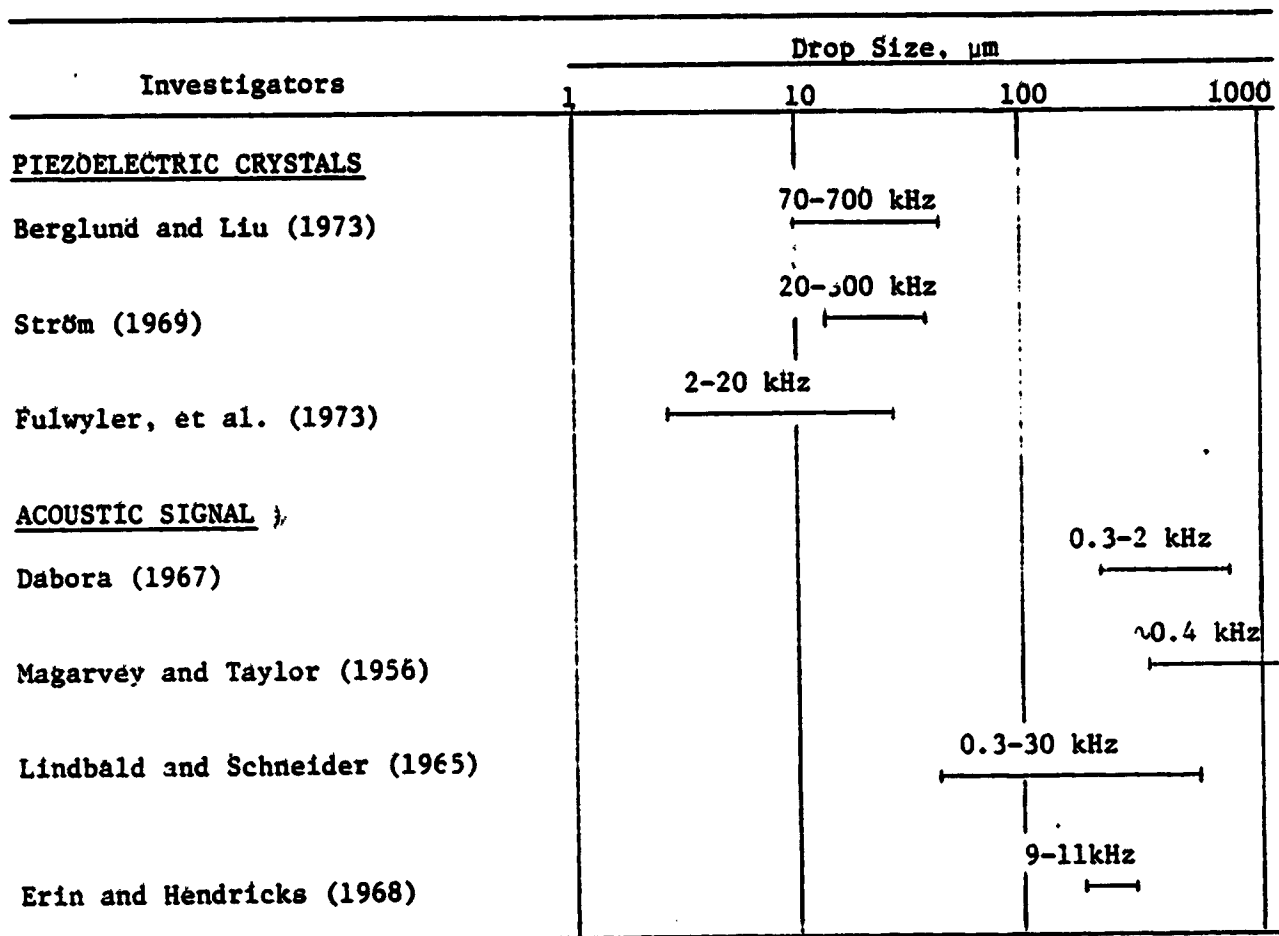 Drop Size, µm
Investigators
1 10 100 1000
PIEZOELECTRIC CRYSTALS
70-700 kHz
Berglund and Liu (1973)
kHz
Ström (1969)
2-20 kHz
Fulwyler, et al. (1973)
ACOUSTIC SIGNAL
0.3-2 kHz
Dabora (1967)
~0.4 kHz
Magarvey and Taylor (1956)
0.3-30 kHz
Lindbald and Schneider (1965)
9-11kHz
Erin and Hendricks (1968)